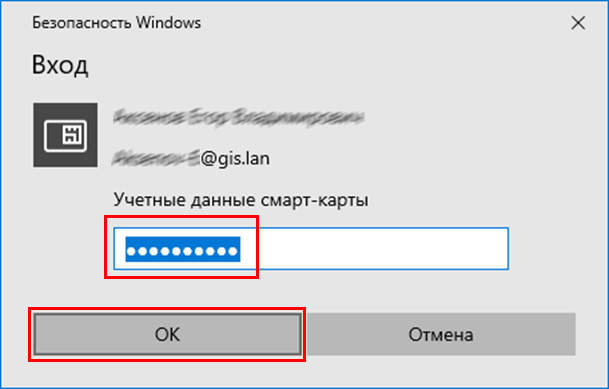 Безопасность Windows
Вход
@gis.lan
Учетные данные смарт-карты
●●●●●●●●●●
OK
Отмена